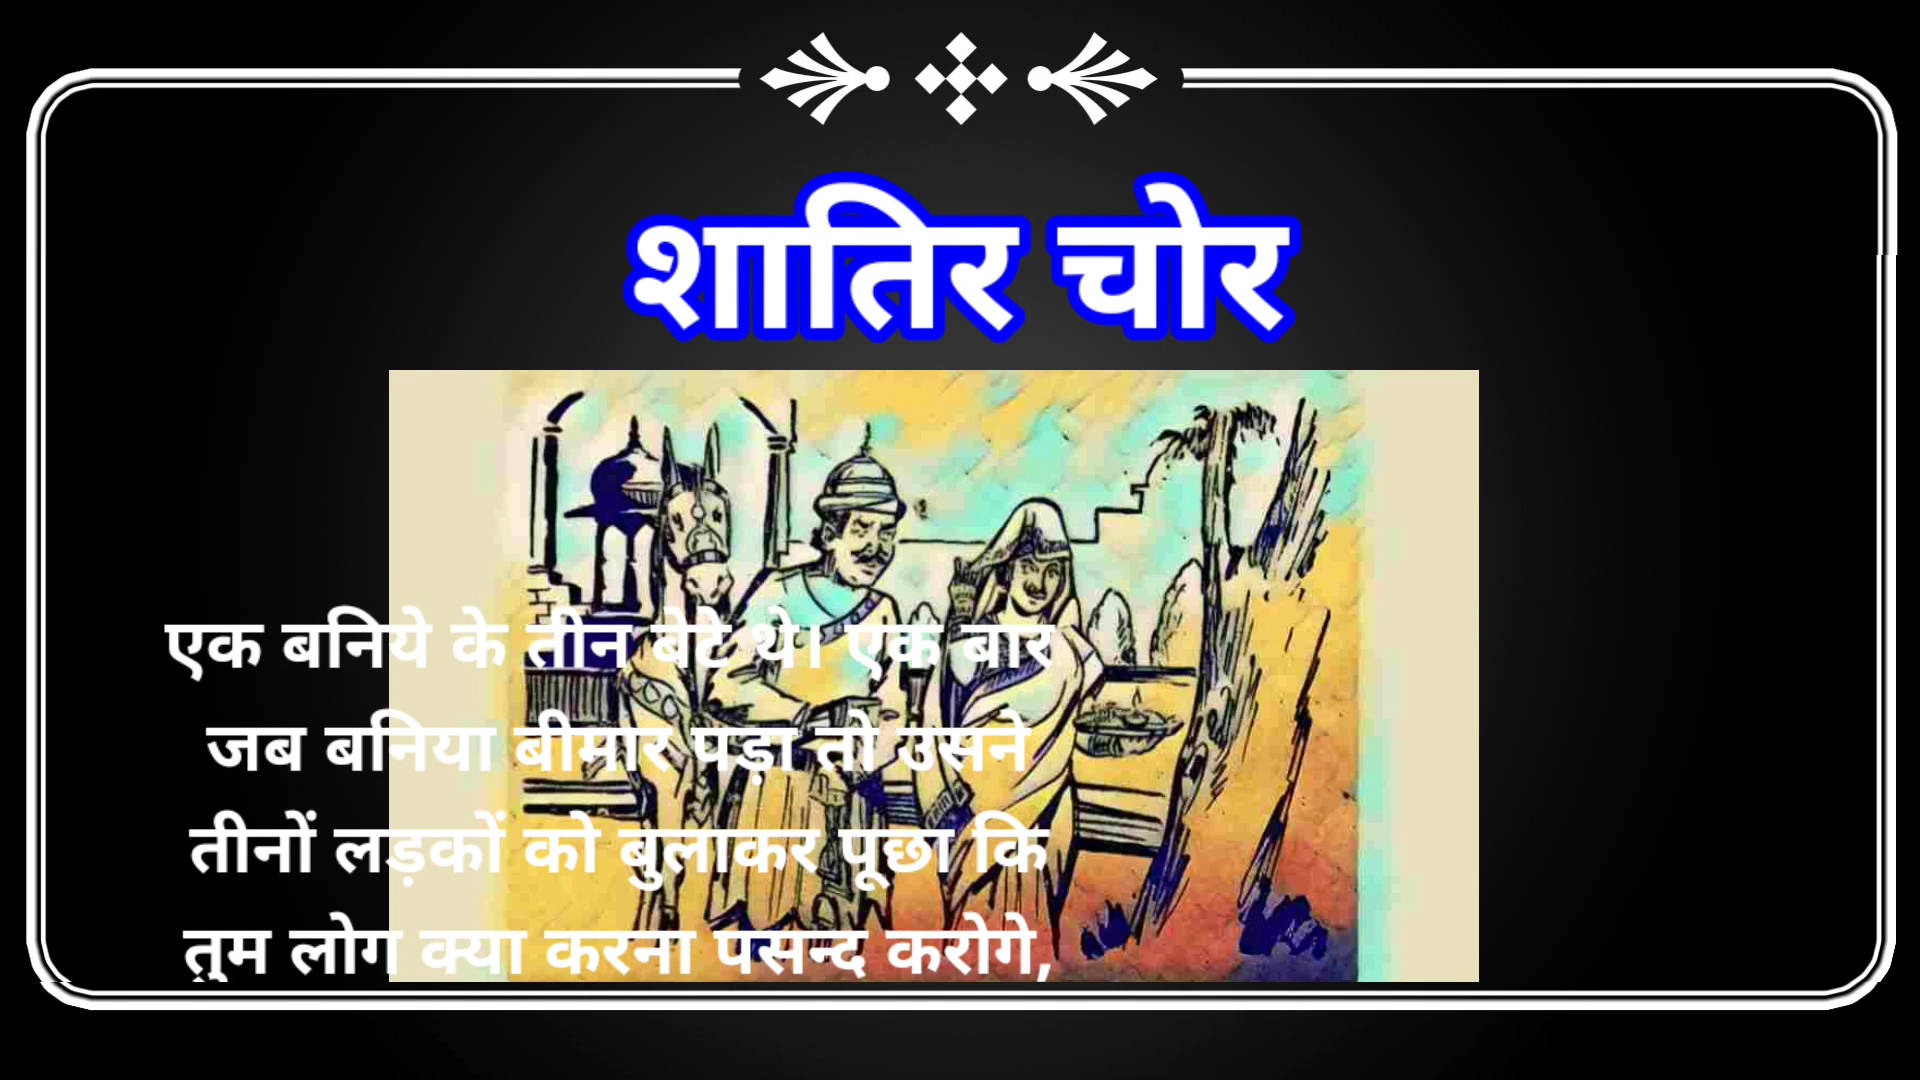 शातिर चोर
एक बनिये के तीन बेटे थे। एक बार
जब बनिया बीमार पड़ा तो उसने
तीनों लड़कों को बुलाकर पूछा कि
तुम लोग क्या करना पसन्द करोगे,